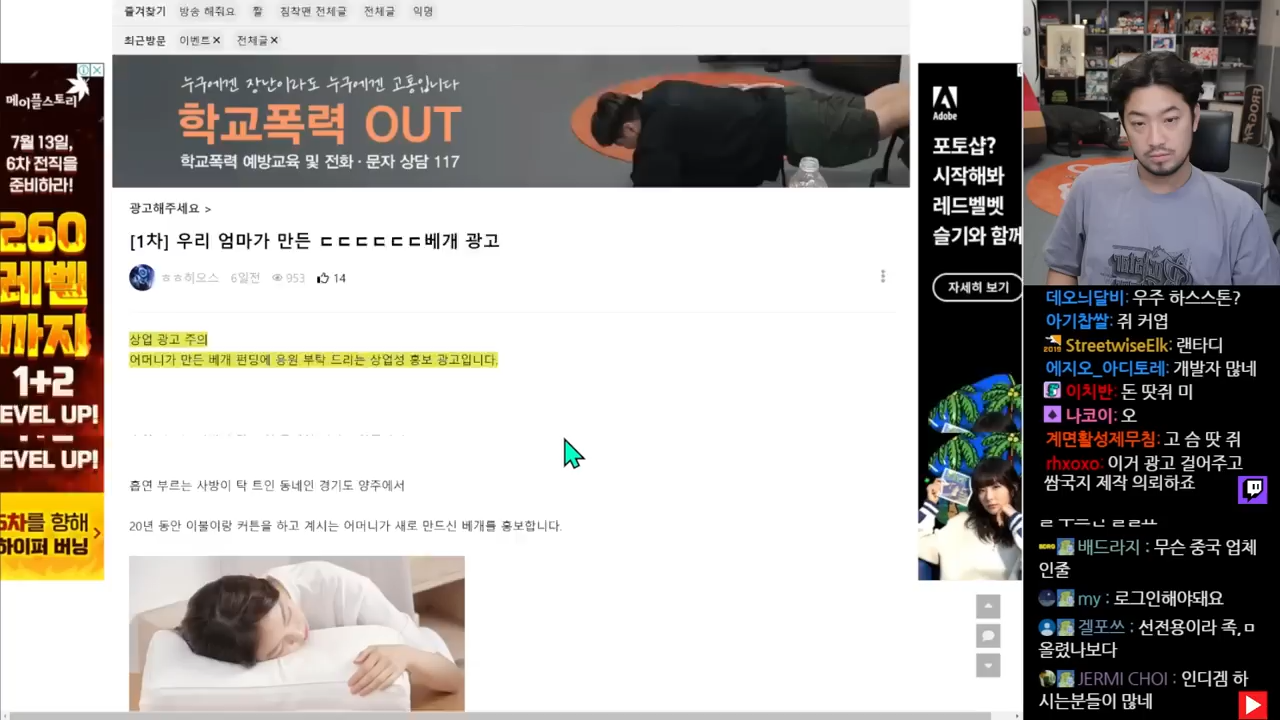 즐겨찾기 방송 해줘요 짤 침착맨 전체글 전체글 익명
최근방문 이벤트✕ 전체글✕
누구에겐 장난이라도 누구에겐 고통입니다
학교폭력 OUT
학교폭력 예방교육 및 전화 · 문자 상담 117
광고해주세요 >
[1차] 우리 엄마가 만든 ㄷㄷㄷㄷㄷㄷ베개 광고
ㅎㅎ히오스 6일전 953 14
상업 광고 주의
어머니가 만든 베개 펀딩에 응원 부탁 드리는 상업성 홍보 광고입니다.
흡연 부르는 사방이 탁 트인 동네인 경기도 양주에서
20년 동안 이불이랑 커튼을 하고 계시는 어머니가 새로 만드신 베개를 홍보합니다.
메이플스토리
7월 13일,
6차 전직을
준비하라!
260
레벨
까지
1+2
LEVEL UP!
LEVEL UP!
5차를 향해
하이퍼 버닝
Adobe
포토샵?
시작해봐
레드벨벳
슬기와 함께
자세히 보기
FROG
데오늬달비: 우주 하스스톤?
아기찹쌀: 쥐 커엽
StreetwiseElk: 랜타디
에지오_아디토레: 개발자 많네
이치반: 돈 땃쥐 미
나코이: 오
계면활성제무침: 고 슴 땃 쥐
rhxoxo: 이거 광고 걸어주고
쌈국지 제작 의뢰하죠
배드라지 : 무슨 중국 업체
인줄
my : 로그인해야돼요
겔포쓰 : 선전용이라 족,ㅁ
올렸나보다
JERMI CHOI : 인디겜 하
시는분들이 많네